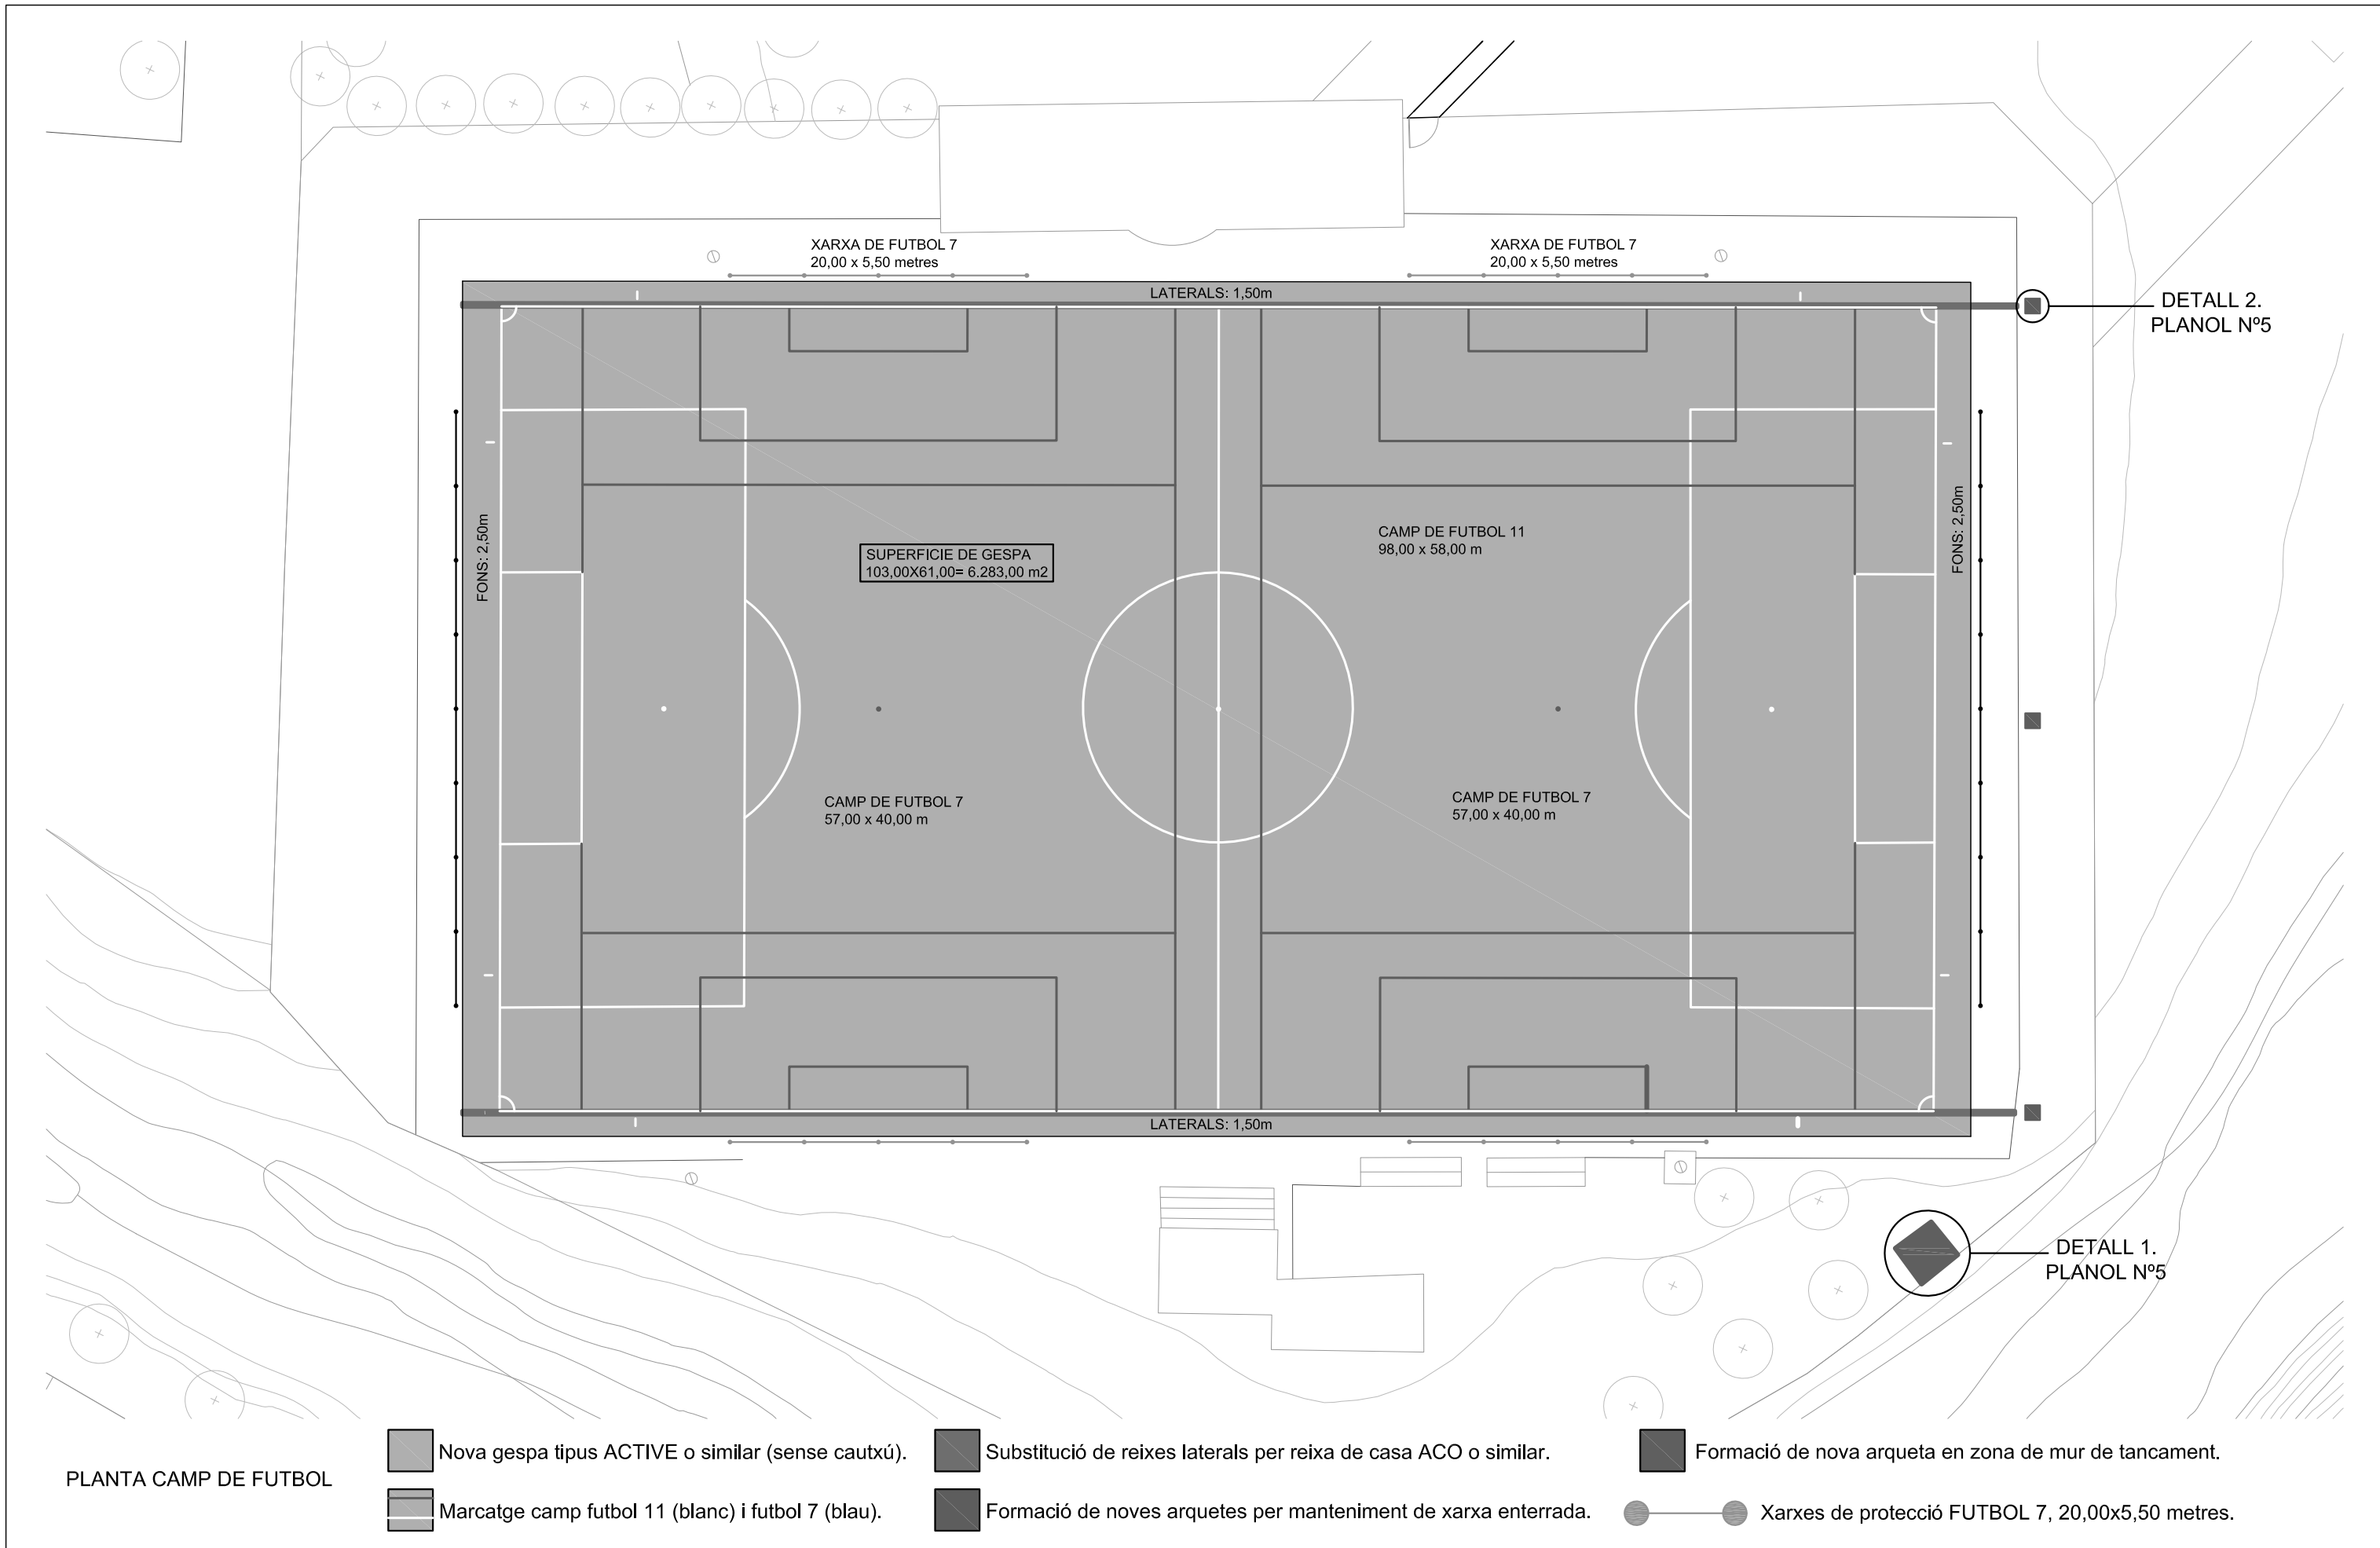 XARXA DE FUTBOL 7
20,00 x 5,50 metres
XARXA DE FUTBOL 7
20,00 x 5,50 metres
LATERALS: 1,50m
DETALL 2.
PLANOL Nº5
FONS: 2,50m
FONS: 2,50m
CAMP DE FUTBOL 11
98,00 x 58,00 m
SUPERFICIE DE GESPA
103,00X61,00= 6.283,00 m2
CAMP DE FUTBOL 7
57,00 x 40,00 m
CAMP DE FUTBOL 7
57,00 x 40,00 m
LATERALS: 1,50m
DETALL 1.
PLANOL Nº5
PLANTA CAMP DE FUTBOL
Nova gespa tipus ACTIVE o similar (sense cautxú).
Marcatge camp futbol 11 (blanc) i futbol 7 (blau).
Substitució de reixes laterals per reixa de casa ACO o similar.
Formació de noves arquetes per manteniment de xarxa enterrada.
Formació de nova arqueta en zona de mur de tancament.
Xarxes de protecció FUTBOL 7, 20,00x5,50 metres.